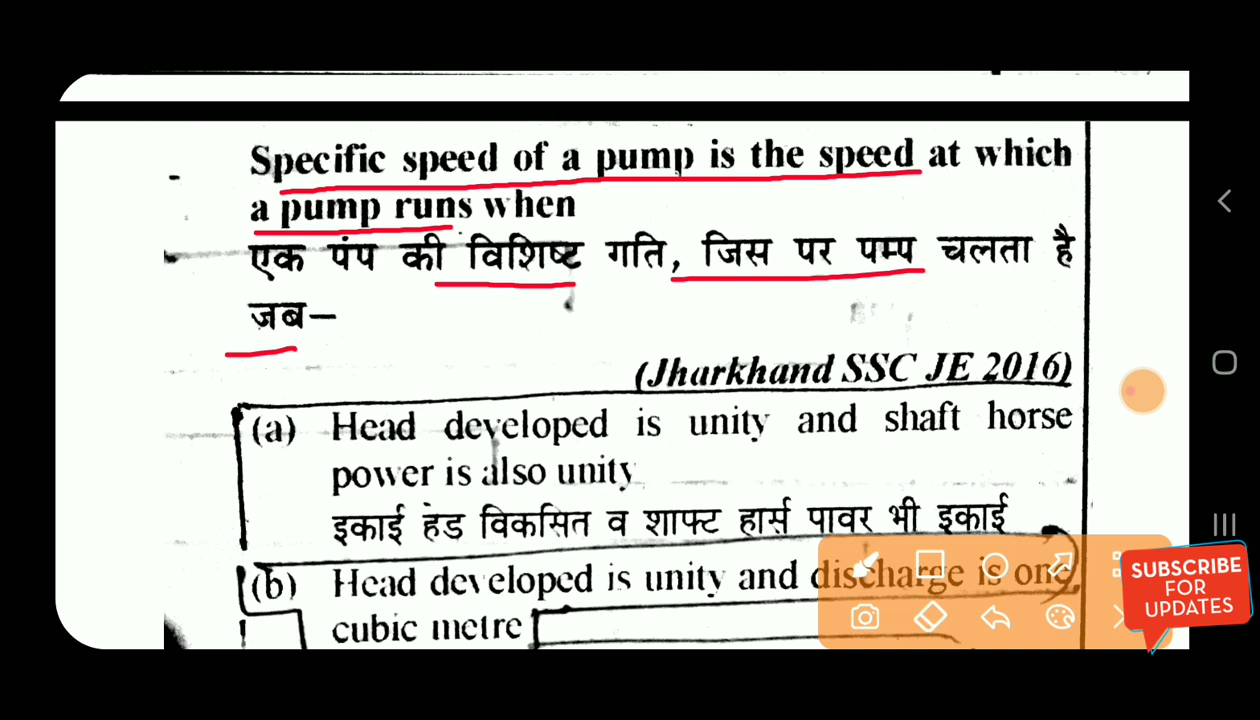 Specific speed of a pump is the speed at which
a pump runs when
एक पंप की विशिष्ट गति, जिस पर पम्प चलता है
जब–
(Jharkhand SSC JE 2016)
(a) Head developed is unity and shaft horse
power is also unity
इकाई हेड विकसित व शाफ्ट हार्स पावर भी इकाई
(b) Head developed is unity and discharge is one
cubic metre
SUBSCRIBE
FOR
UPDATES